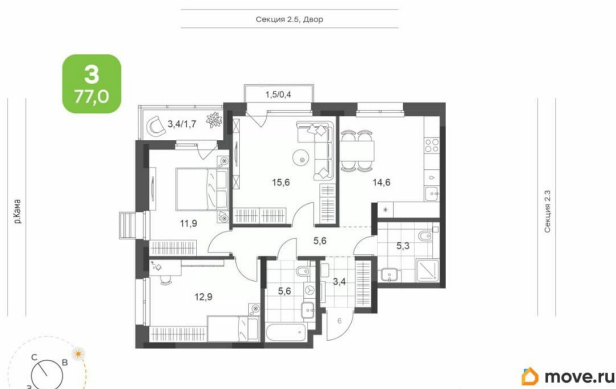 Секция 2.5, Двор
3
77,0
1,5/0,4
3,4/1,7
15,6
14,6
р.Кама
Секция 2.3
11,9
5,6
5,3
12,9
5,6
3,4
6
С
В
З
move.ru